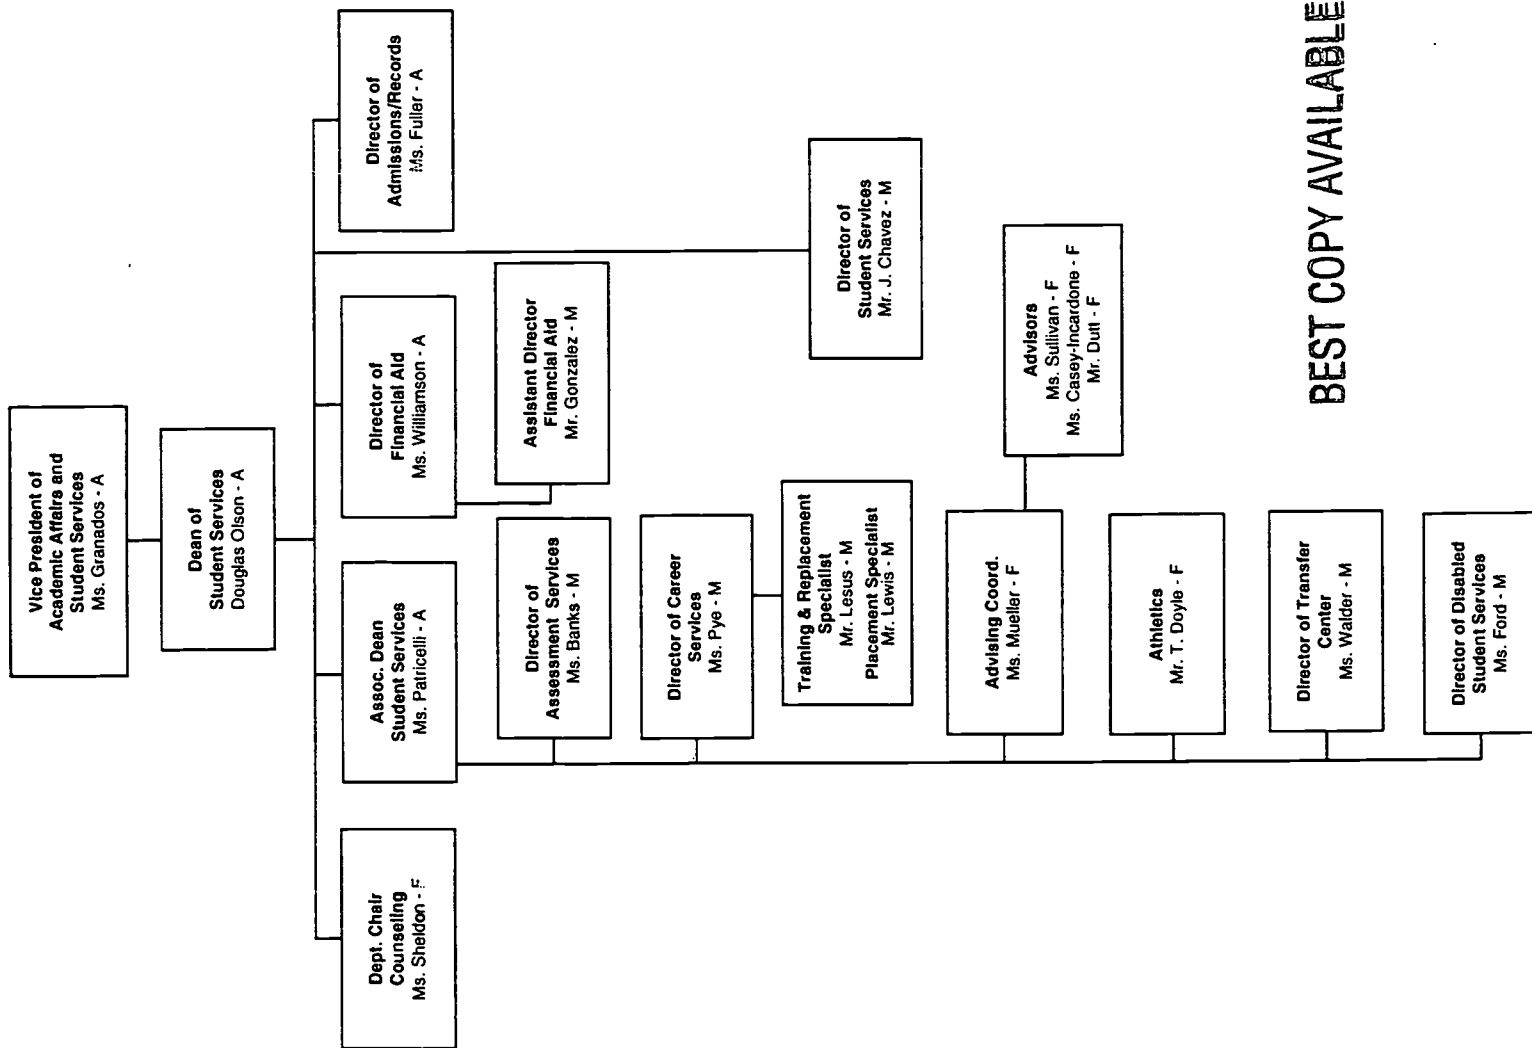 Vice President of
Academic Affairs and
Student Services
Ms. Granados - A
Dean of
Student Services
Douglas Olson - A
Dept. Chair
Counseling
Ms. Sheldon - F
Assoc. Dean
Student Services
Ms. Patricelli - A
Director of
Financial Aid
Ms. Williamson - A
Director of
Admissions/Records
Ms. Fuller - A
Director of
Assessment Services
Ms. Banks - M
Assistant Director
Financial Aid
Mr. Gonzalez - M
Director of Career
Services
Ms. Pye - M
Training & Replacement
Specialist
Mr. Lesus - M
Placement Specialist
Mr. Lewis - M
Director of
Student Services
Mr. J. Chavez - M
Advising Coord.
Ms. Mueller - F
Advisors
Ms. Sullivan - F
Ms. Casey-Incardone - F
Mr. Dutt - F
Athletics
Mr. T. Doyle - F
Director of Transfer
Center
Ms. Walder - M
Director of Disabled
Student Services
Ms. Ford - M
BEST COPY AVAILABLE